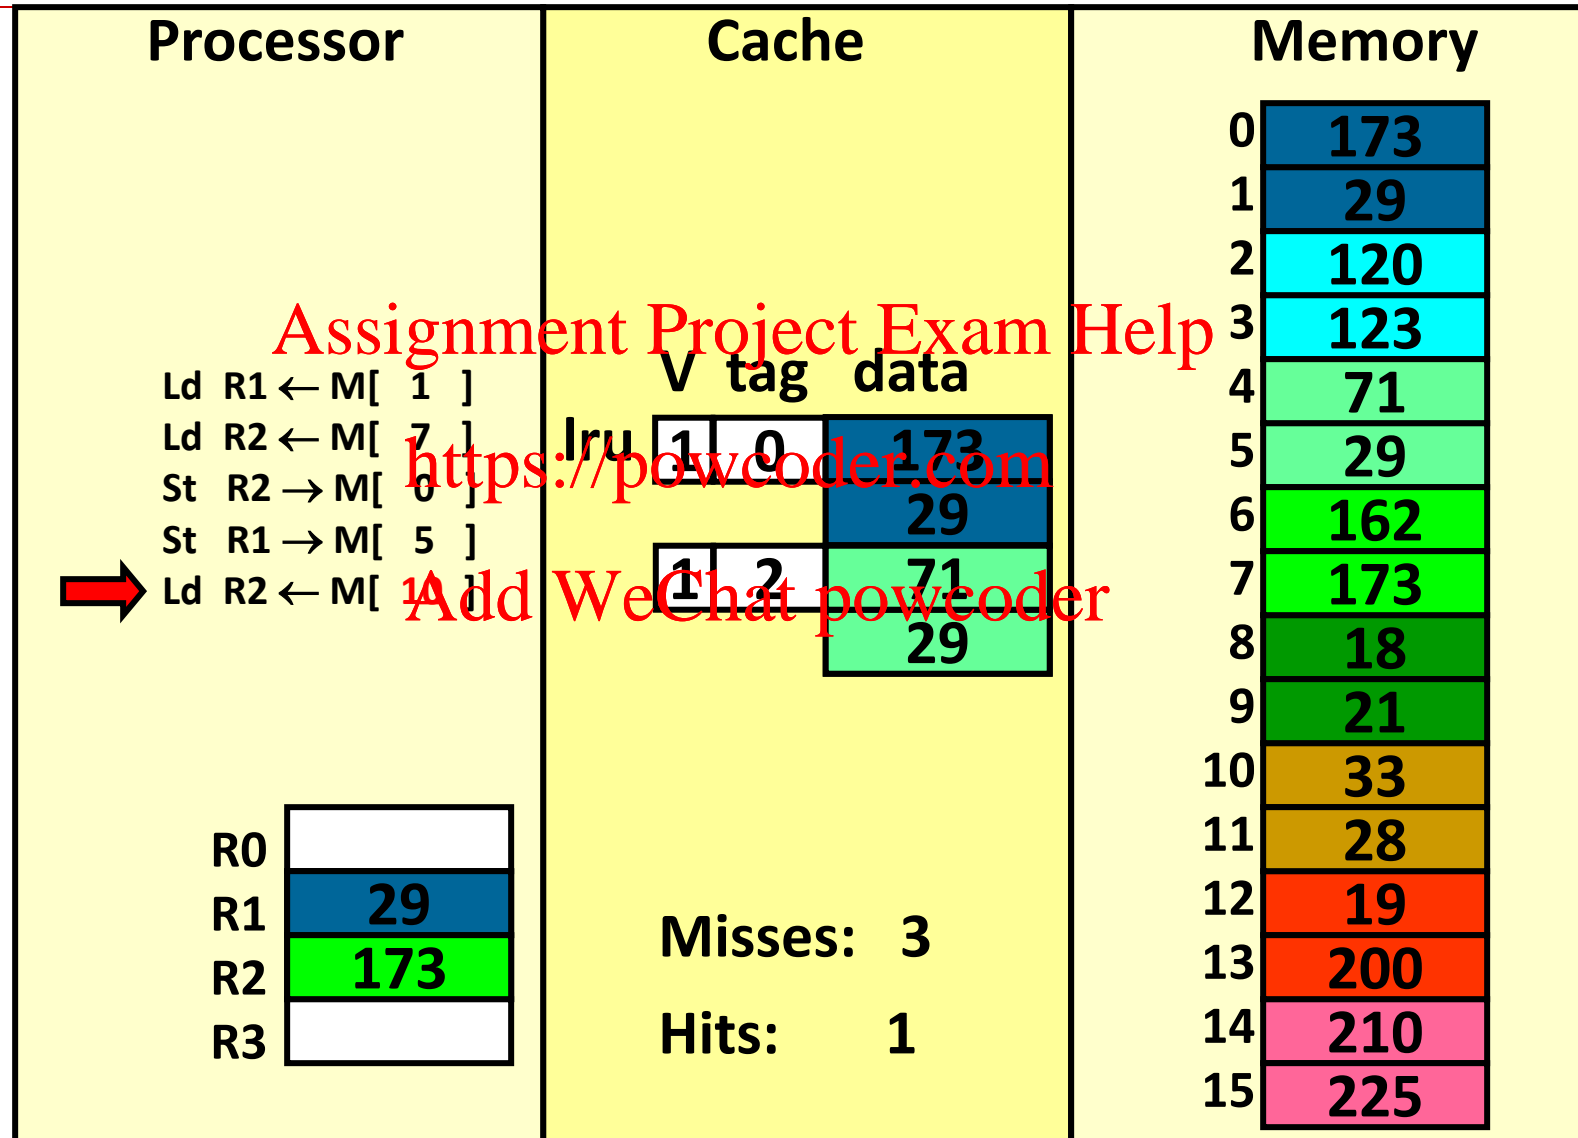 Processor
Cache
Memory
Assignment Project Exam Help
https://powcoder.com
Add WeChat powcoder
Ld R1 ← M[ 1 ]
Ld R2 ← M[ 7 ]
St R2 → M[ 0 ]
St R1 → M[ 5 ]
Ld R2 ← M[ 10 ]
R0
R1 29
R2 173
R3
V tag data
lru 1 0 173
29
1 2 71
29
Misses: 3
Hits: 1
0 173
1 29
2 120
3 123
4 71
5 29
6 162
7 173
8 18
9 21
10 33
11 28
12 19
13 200
14 210
15 225